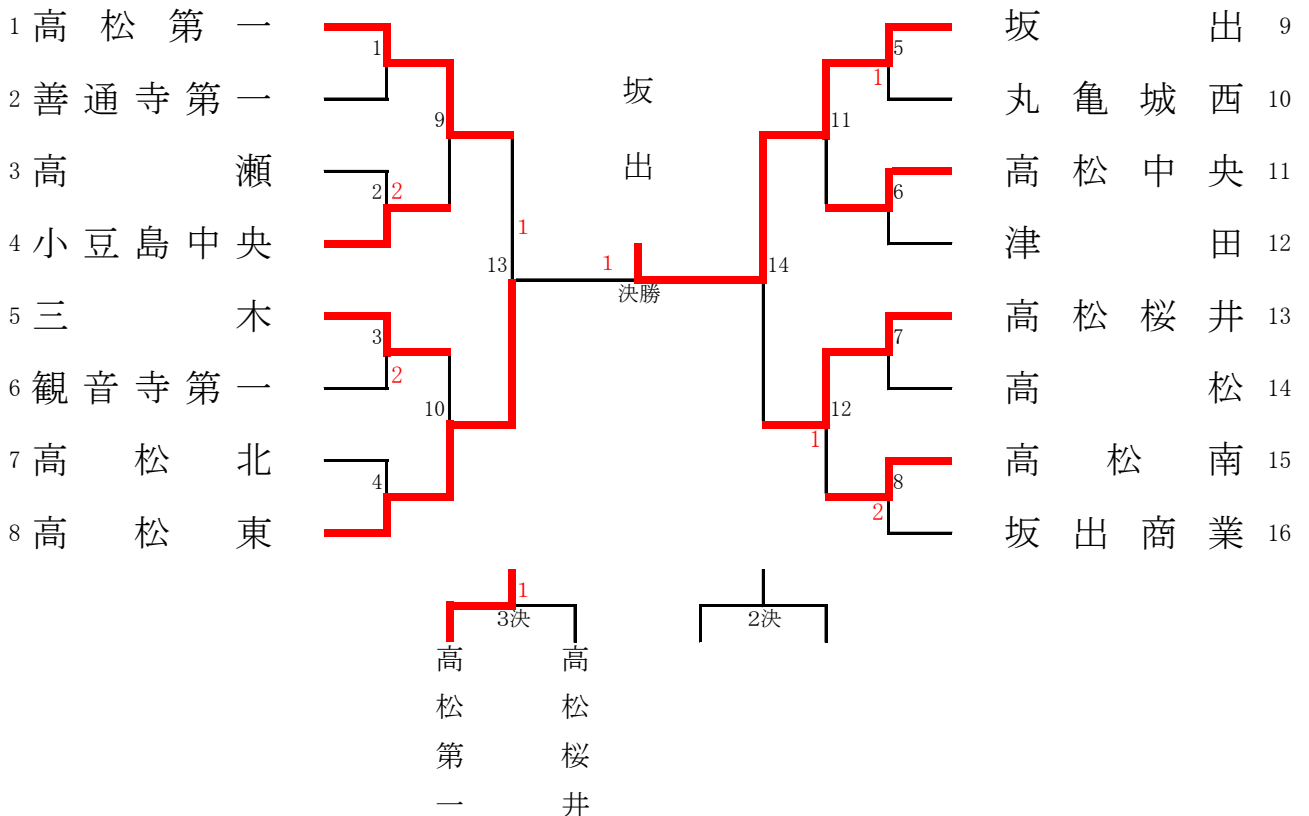 1 高松第一
2 善通寺第一
3 高瀬
4 小豆島中央
5 三木
6 観音寺第一
7 高松北
8 高松東
1
2 2
3
2
4
9
10
13
1
坂出
1
決勝
14
11
12
1
5
1
6
7
8
2
坂出 9
丸亀城西 10
高松中央 11
津田 12
高松桜井 13
高松 14
高松南 15
坂出商業 16
1
3決
高松第一
高松桜井
2決